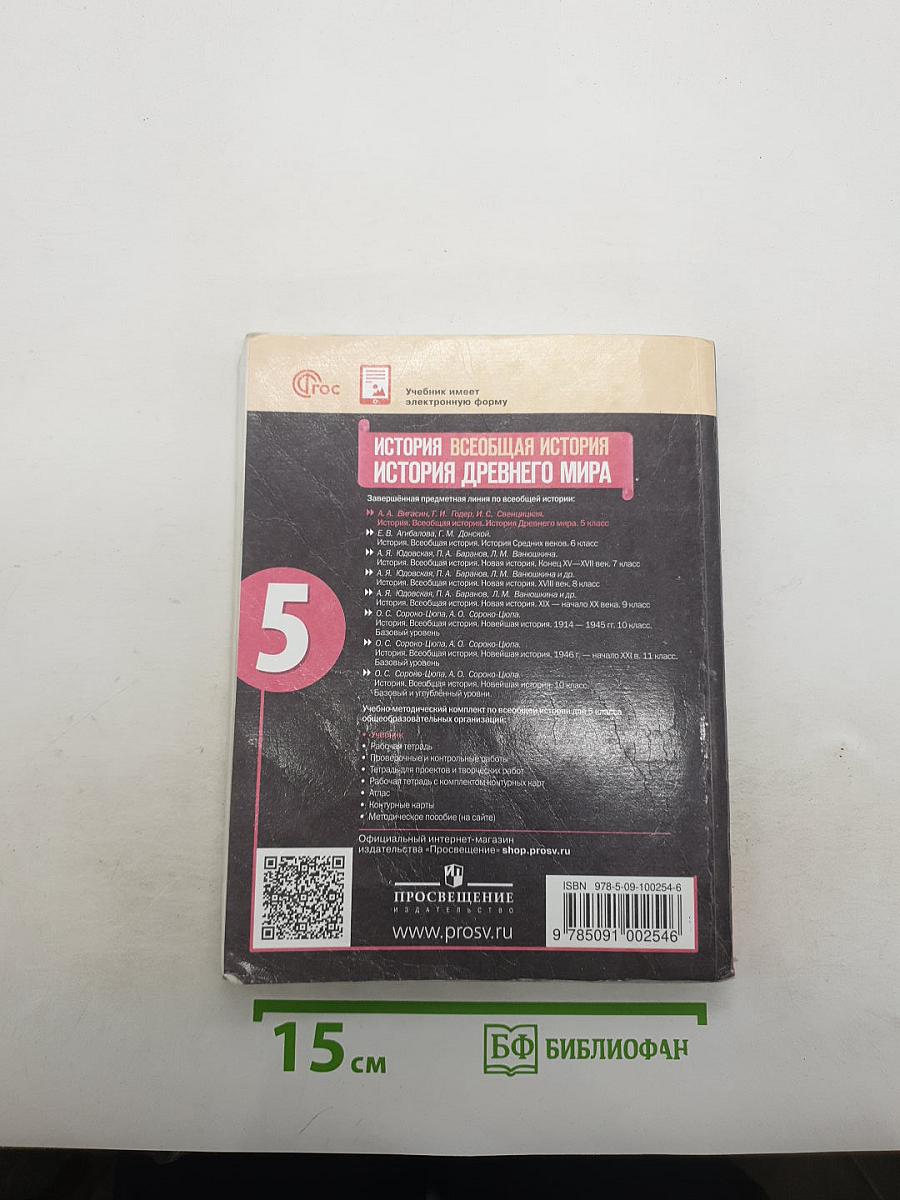 ФГОС
Учебник имеет
электронную форму
ИСТОРИЯ ВСЕОБЩАЯ ИСТОРИЯ
ИСТОРИЯ ДРЕВНЕГО МИРА
Завершённая предметная линия по всеобщей истории:
А. А. Вигасин, Г. И. Годер, И. С. Свенцицкая.
История. Всеобщая история. История Древнего мира. 5 класс
Е. В. Агибалова, Г. М. Донской.
История. Всеобщая история. История Средних веков. 6 класс
А. Я. Юдовская, П. А. Баранов, Л. М. Ванюшкина.
История. Всеобщая история. Новая история. Конец XV—XVII век. 7 класс
А. Я. Юдовская, П. А. Баранов, Л. М. Ванюшкина и др.
История. Всеобщая история. Новая история. XVIII век. 8 класс
А. Я. Юдовская, П. А. Баранов, Л. М. Ванюшкина и др.
История. Всеобщая история. Новая история. XIX — начало XX века. 9 класс
О. С. Сороко-Цюпа, А. О. Сороко-Цюпа.
История. Всеобщая история. Новейшая история. 1914 — 1945 гг. 10 класс.
Базовый уровень
О. С. Сороко-Цюпа, А. О. Сороко-Цюпа.
История. Всеобщая история. Новейшая история. 1946 г. — начало XXI в. 11 класс.
Базовый уровень
О. С. Сороко-Цюпа, А. О. Сороко-Цюпа.
История. Всеобщая история. Новейшая история. 10 класс.
Базовый и углублённый уровни
5
Учебно-методический комплект по всеобщей истории для 5 класса
общеобразовательных организаций:
• Учебник
• Рабочая тетрадь
• Проверочные и контрольные работы
• Тетрадь для проектов и творческих работ
• Рабочая тетрадь с комплектом контурных карт
• Атлас
• Контурные карты
• Методическое пособие (на сайте)
Официальный интернет-магазин
издательства «Просвещение» shop.prosv.ru
ПРОСВЕЩЕНИЕ
ИЗДАТЕЛЬСТВО
www.prosv.ru
ISBN 978-5-09-100254-6
9 785091 002546
15 см
БФ БИБЛИОФАН